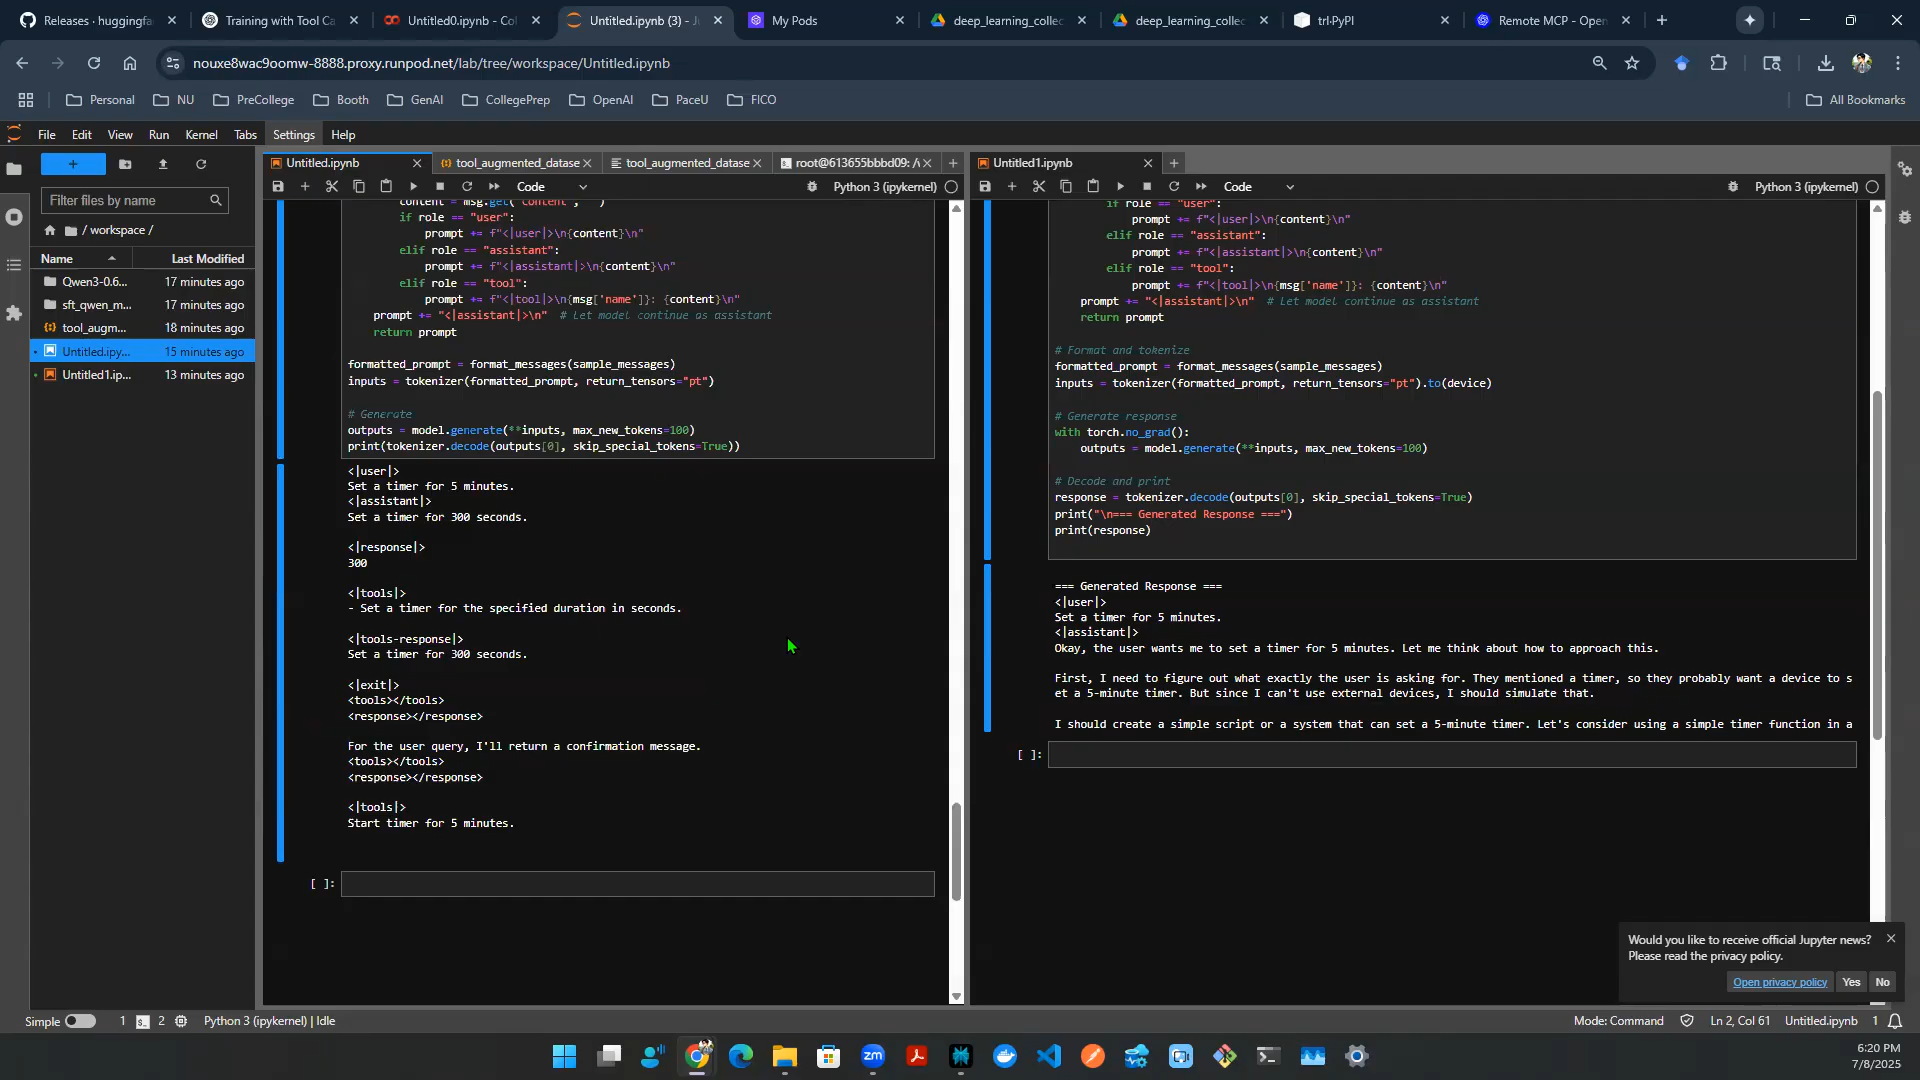 Releases · huggingfa
Training with Tool Ca
Untitled0.ipynb - Co
Untitled.ipynb (3) - J
My Pods
deep_learning_collec
deep_learning_collec
trl·PyPI
Remote MCP - Open
nouxe8wac9oomw-8888.proxy.runpod.net/lab/tree/workspace/Untitled.ipynb
Personal
NU
PreCollege
Booth
GenAI
CollegePrep
OpenAI
PaceU
FICO
All Bookmarks
File Edit View Run Kernel Tabs Settings Help
Filter files by name
/ workspace /
Name Last Modified
Qwen3-0.6... 17 minutes ago
sft_qwen_m... 17 minutes ago
tool_augm... 18 minutes ago
Untitled.ipy... 15 minutes ago
Untitled1.ip... 13 minutes ago
Untitled.ipynb
tool_augmented_datase
tool_augmented_datase
root@613655bbbd09: /v
Code
Python 3 (ipykernel)
content = msg.get("content", "")
if role == "user":
prompt += f"<|user|>\n{content}\n"
elif role == "assistant":
prompt += f"<|assistant|>\n{content}\n"
elif role == "tool":
prompt += f"<|tool|>\n{msg['name']}: {content}\n"
prompt += "<|assistant|>\n"  # Let model continue as assistant
return prompt
formatted_prompt = format_messages(sample_messages)
inputs = tokenizer(formatted_prompt, return_tensors="pt")
# Generate
outputs = model.generate(**inputs, max_new_tokens=100)
print(tokenizer.decode(outputs[0], skip_special_tokens=True))
<|user|>
Set a timer for 5 minutes.
<|assistant|>
Set a timer for 300 seconds.
<|response|>
300
<|tools|>
- Set a timer for the specified duration in seconds.
<|tools-response|>
Set a timer for 300 seconds.
<|exit|>
<tools></tools>
<response></response>
For the user query, I'll return a confirmation message.
<tools></tools>
<response></response>
<|tools|>
Start timer for 5 minutes.
[ ]:
Untitled1.ipynb
Code
Python 3 (ipykernel)
if role == "user":
prompt += f"<|user|>\n{content}\n"
elif role == "assistant":
prompt += f"<|assistant|>\n{content}\n"
elif role == "tool":
prompt += f"<|tool|>\n{msg['name']}: {content}\n"
prompt += "<|assistant|>\n"  # Let model continue as assistant
return prompt
# Format and tokenize
formatted_prompt = format_messages(sample_messages)
inputs = tokenizer(formatted_prompt, return_tensors="pt").to(device)
# Generate response
with torch.no_grad():
outputs = model.generate(**inputs, max_new_tokens=100)
# Decode and print
response = tokenizer.decode(outputs[0], skip_special_tokens=True)
print("\n=== Generated Response ===")
print(response)
=== Generated Response ===
<|user|>
Set a timer for 5 minutes.
<|assistant|>
Okay, the user wants me to set a timer for 5 minutes. Let me think about how to approach this.
First, I need to figure out what exactly the user is asking for. They mentioned a timer, so they probably want a device to s
et a 5-minute timer. But since I can't use external devices, I should simulate that.
I should create a simple script or a system that can set a 5-minute timer. Let's consider using a simple timer function in a
[ ]:
Would you like to receive official Jupyter news?
Please read the privacy policy.
Open privacy policy Yes No
Simple 1 2 Python 3 (ipykernel) | Idle
Mode: Command Ln 2, Col 61 Untitled.ipynb 1
zm
6:20 PM
7/8/2025